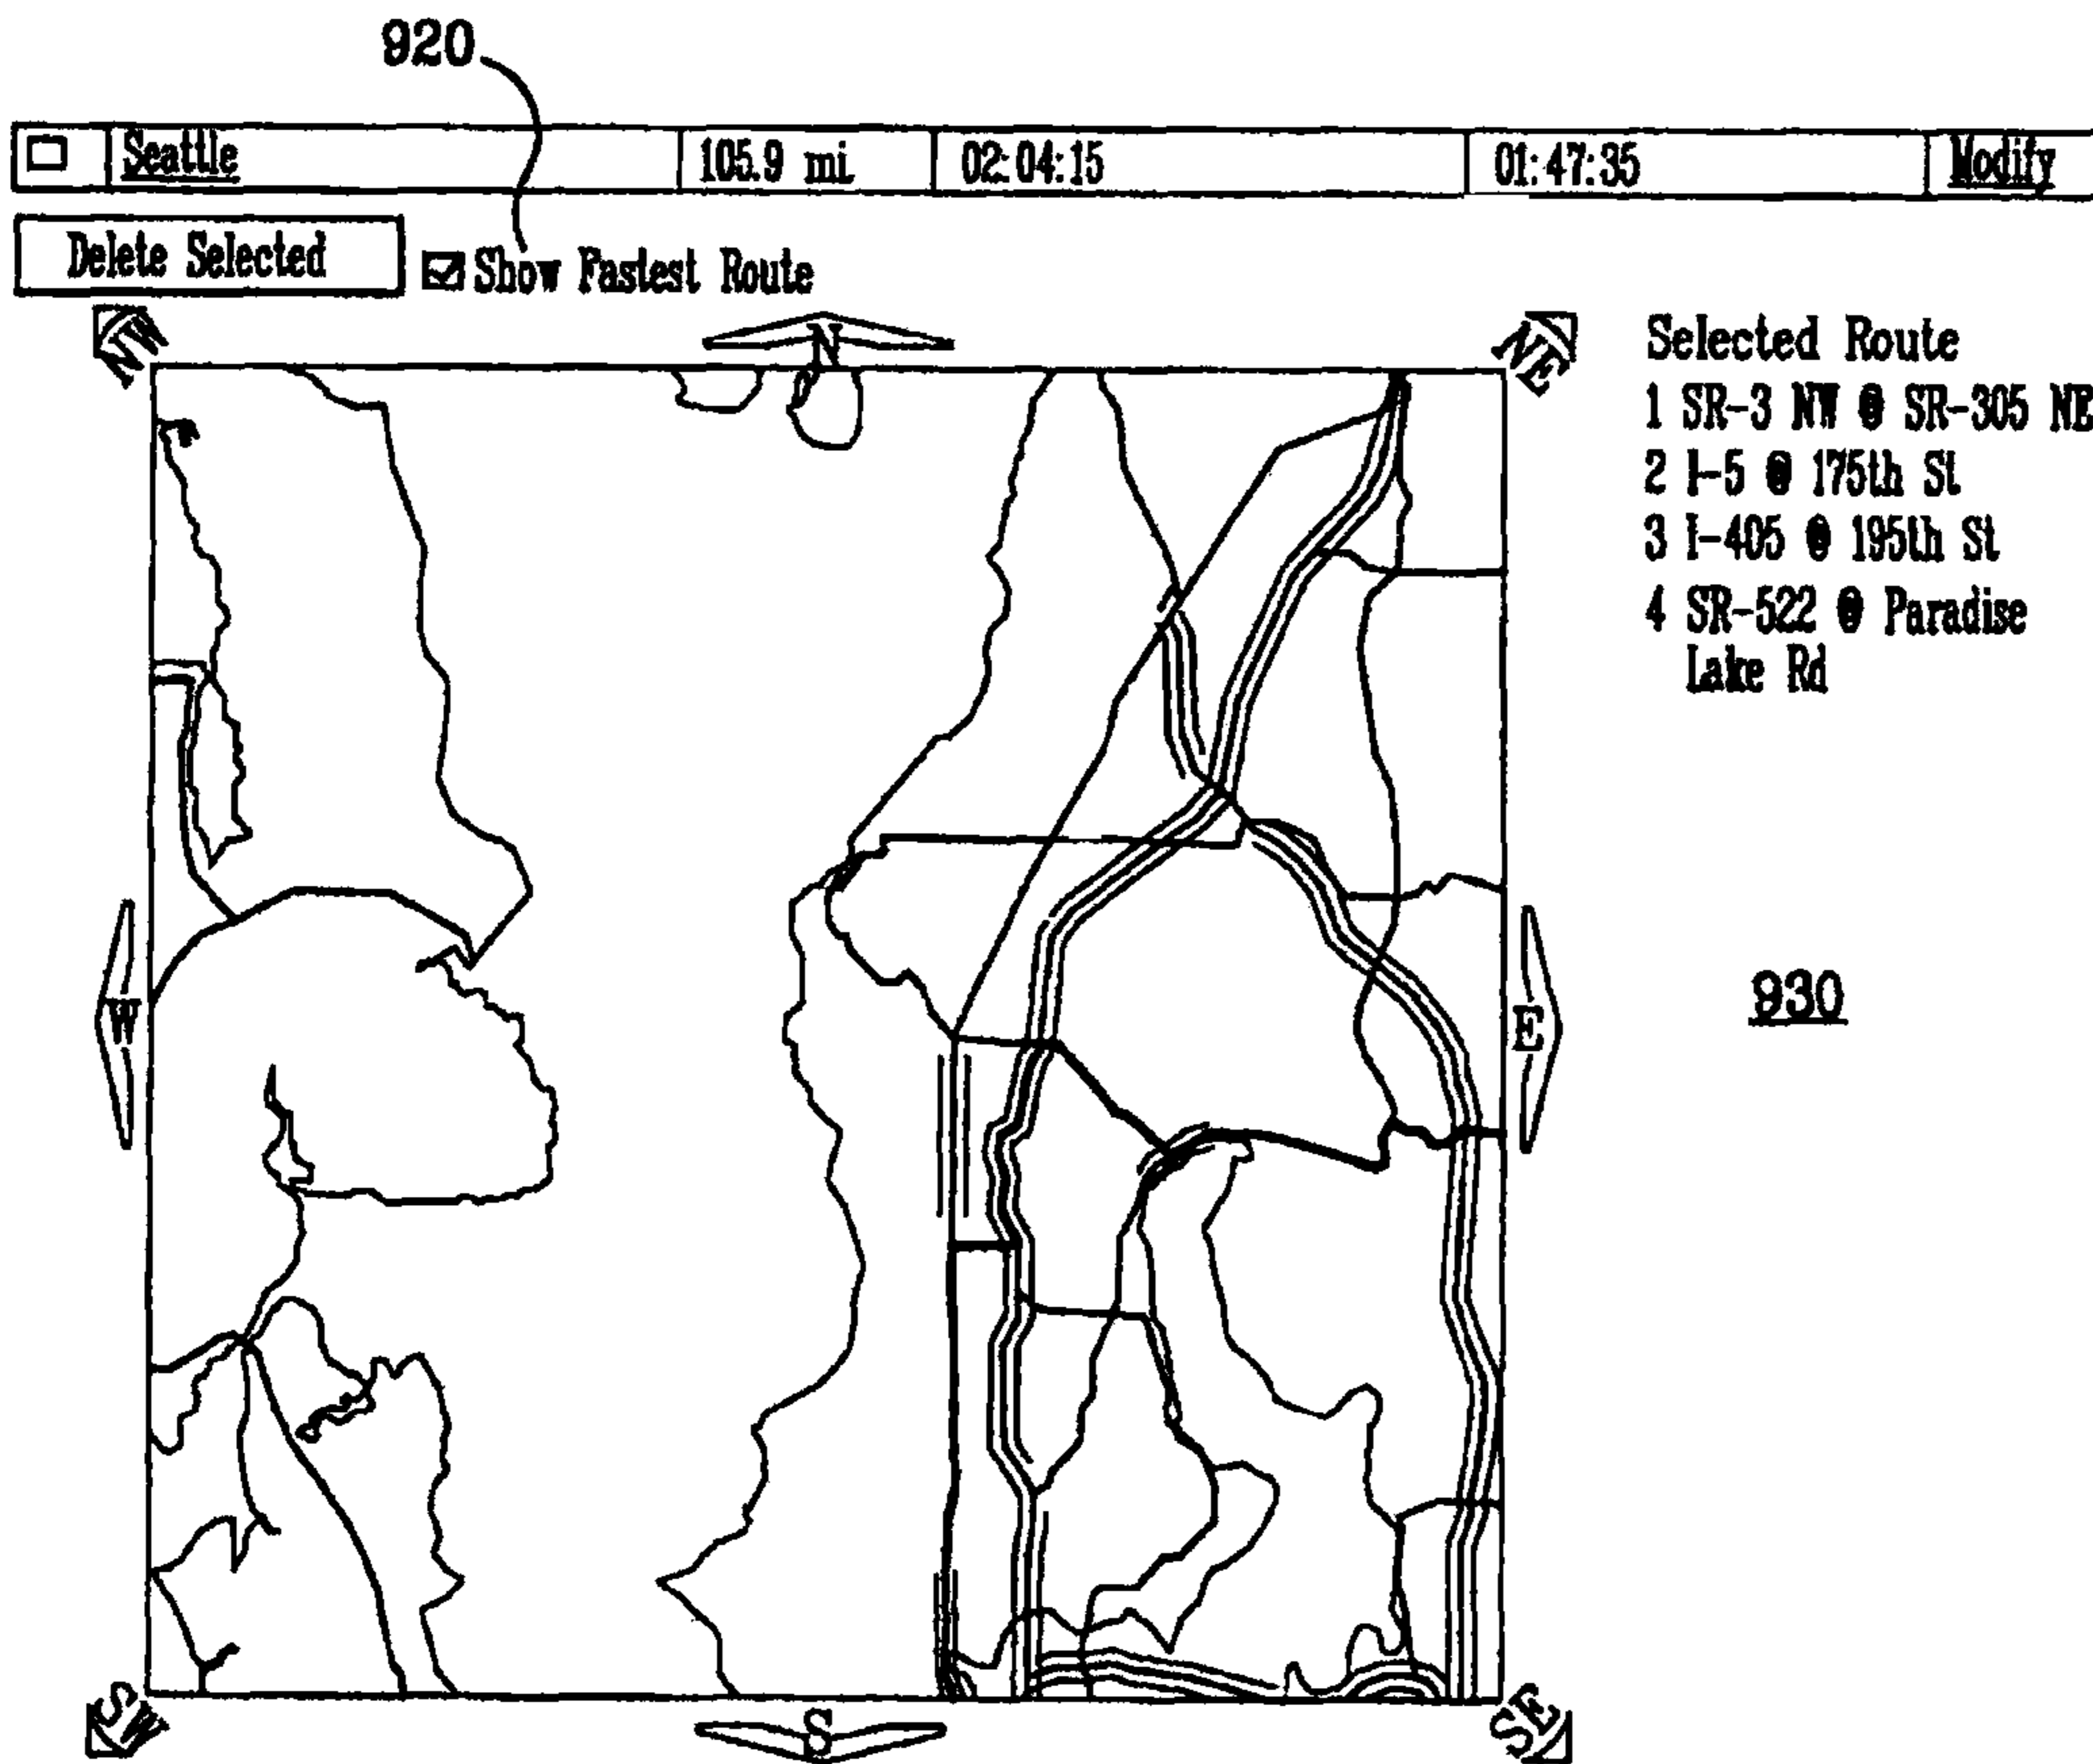 920
Seattle 105.9 mi 02:04:15 01:47:35 Modify
Delete Selected Show Fastest Route
NW N NE
Selected Route
1 SR-3 NW @ SR-305 NE
2 I-5 @ 175th St
3 I-405 @ 195th St
4 SR-522 @ Paradise
Lake Rd
W E
930
SW S SE